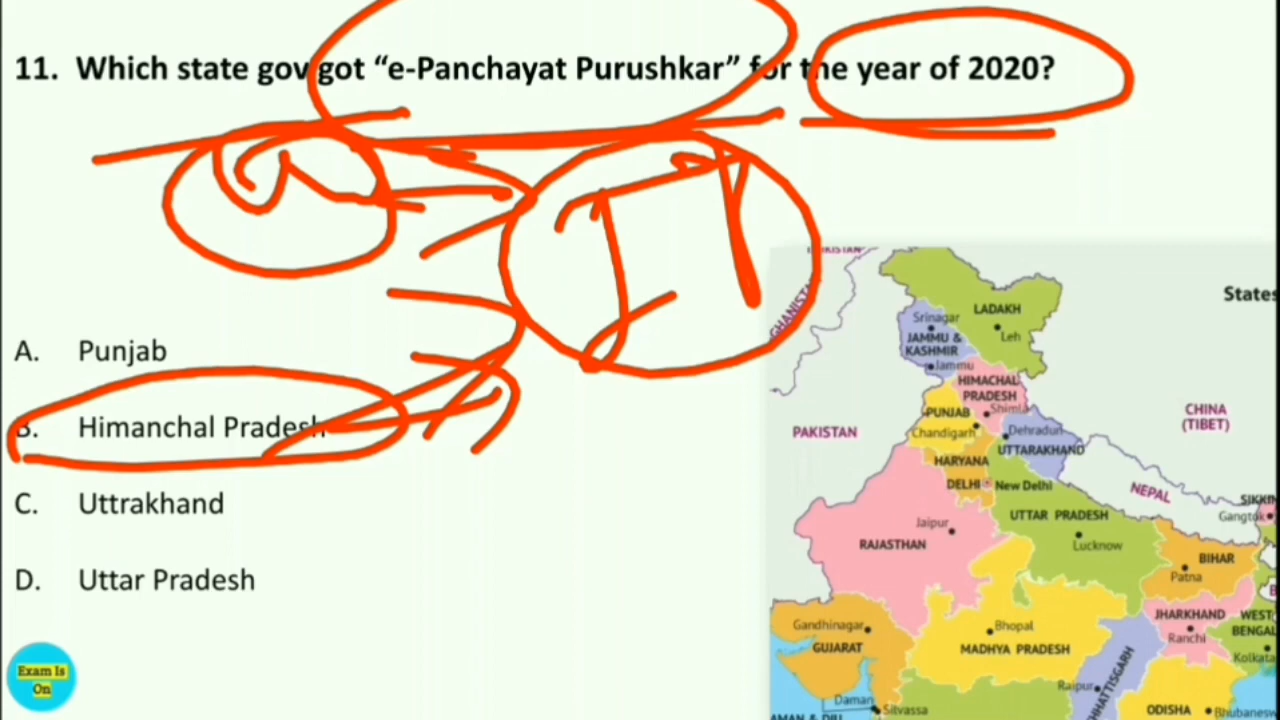 11. Which state gov got “e-Panchayat Purushkar” for the year of 2020?
A. Punjab
B. Himanchal Pradesh
C. Uttrakhand
D. Uttar Pradesh
Exam Is
On
States
LADAKH
Srinagar
Leh
JAMMU &
KASHMIR
Jammu
HIMACHAL
PRADESH
Shimla
PUNJAB
Chandigarh
Dehradun
UTTARAKHAND
PAKISTAN
CHINA
(TIBET)
HARYANA
DELHI
New Delhi
NEPAL
SIKKIM
Gangtok
Jaipur
RAJASTHAN
UTTAR PRADESH
Lucknow
BIHAR
Patna
JHARKHAND
Ranchi
WEST
BENGAL
Kolkata
Gandhinagar
GUJARAT
Bhopal
MADHYA PRADESH
Raipur
CHHATTISGARH
Daman
Silvassa
ODISHA
Bhubanesw